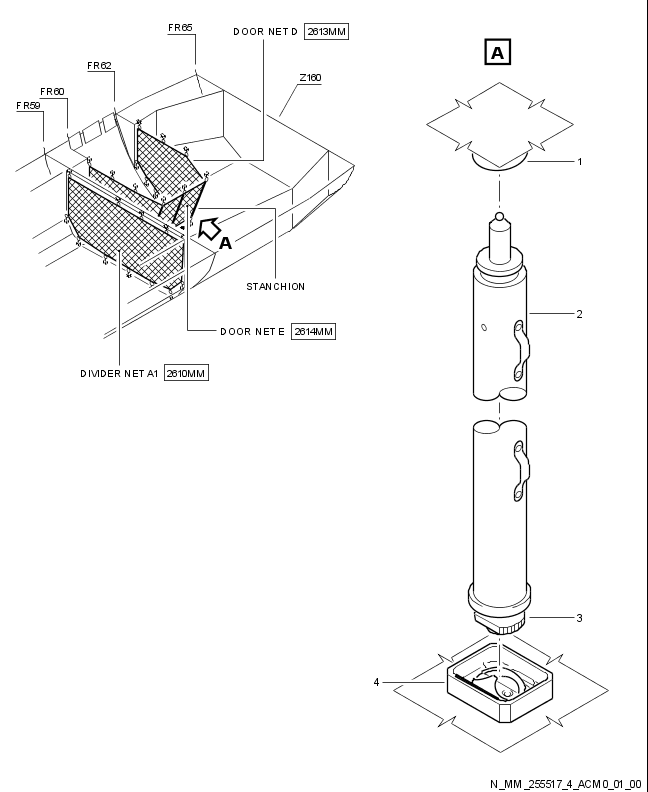 FR65
DOOR NET D 2613MM
A
FR62
Z160
FR60
FR59
1
A
STANCHION
2
DOOR NET E 2614MM
DIVIDER NET A1 2610MM
3
4
N_MM_255517_4_ACM0_01_00